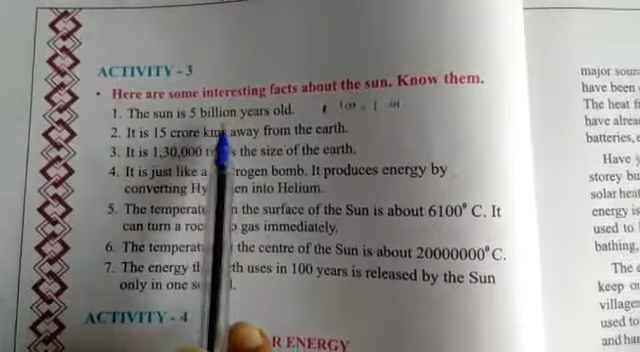 ACTIVITY - 3
• Here are some interesting facts about the sun. Know them.
1. The sun is 5 billion years old.
2. It is 15 crore kms away from the earth.
3. It is 1,30,000 the size of the earth.
4. It is just like a rogen bomb. It produces energy by
converting Hy en into Helium.
5. The temperat n the surface of the Sun is about 6100⁰ C. It
can turn a roc o gas immediately.
6. The temperat the centre of the Sun is about 20000000⁰C.
7. The energy th th uses in 100 years is released by the Sun
only in one s
ACTIVITY - 4
R ENERGY
major sour
have been
The heat f
have alrea
batteries, e
Have y
storey bu
solar heat
energy is
used to
bathing,
The
keep
village
used to
and ha